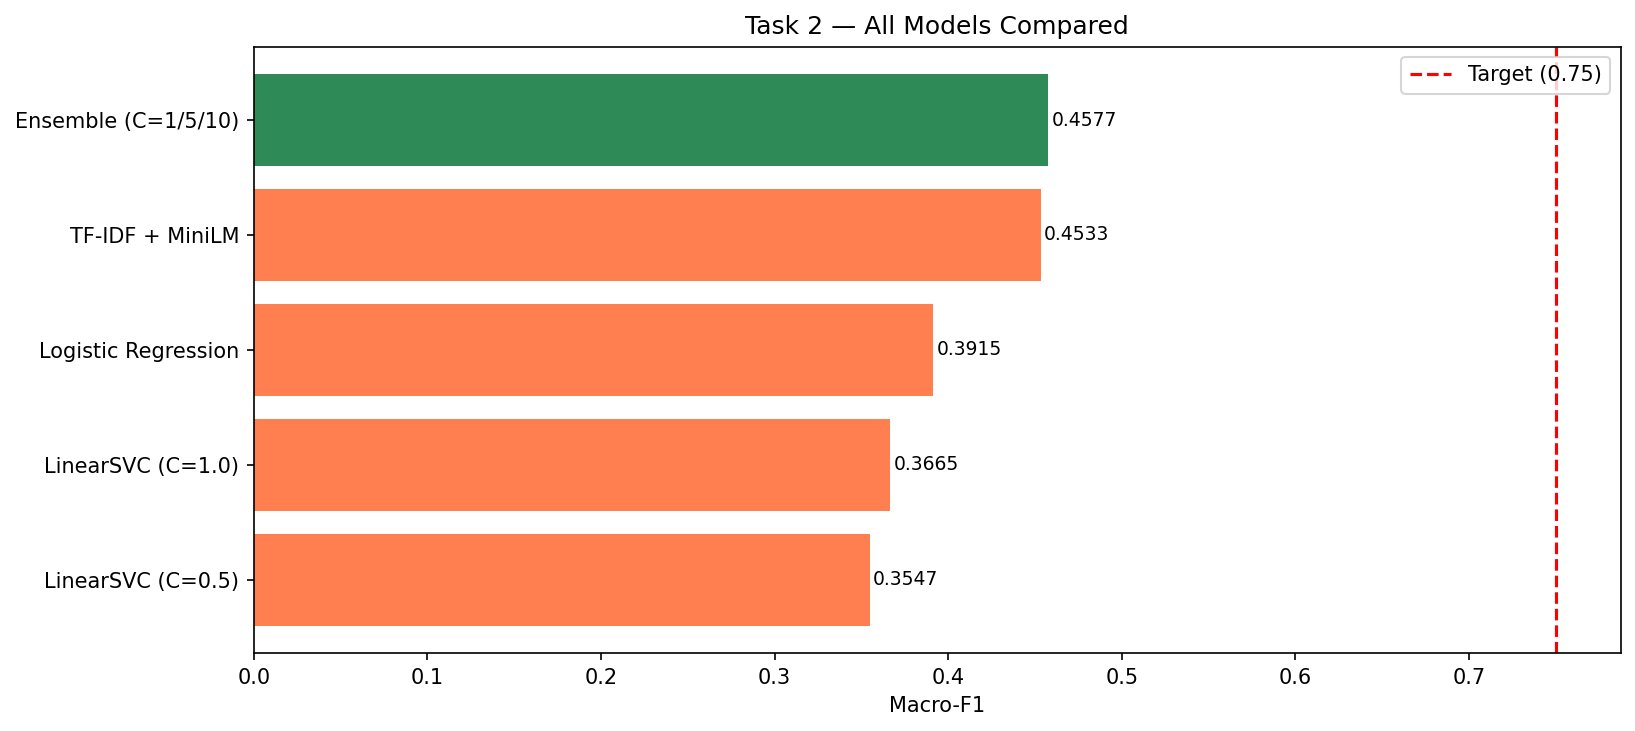 Task 2 — All Models Compared
Target (0.75)
Ensemble (C=1/5/10)
0.4577
TF-IDF + MiniLM
0.4533
Logistic Regression
0.3915
LinearSVC (C=1.0)
0.3665
LinearSVC (C=0.5)
0.3547
0.0 0.1 0.2 0.3 0.4 0.5 0.6 0.7
Macro-F1